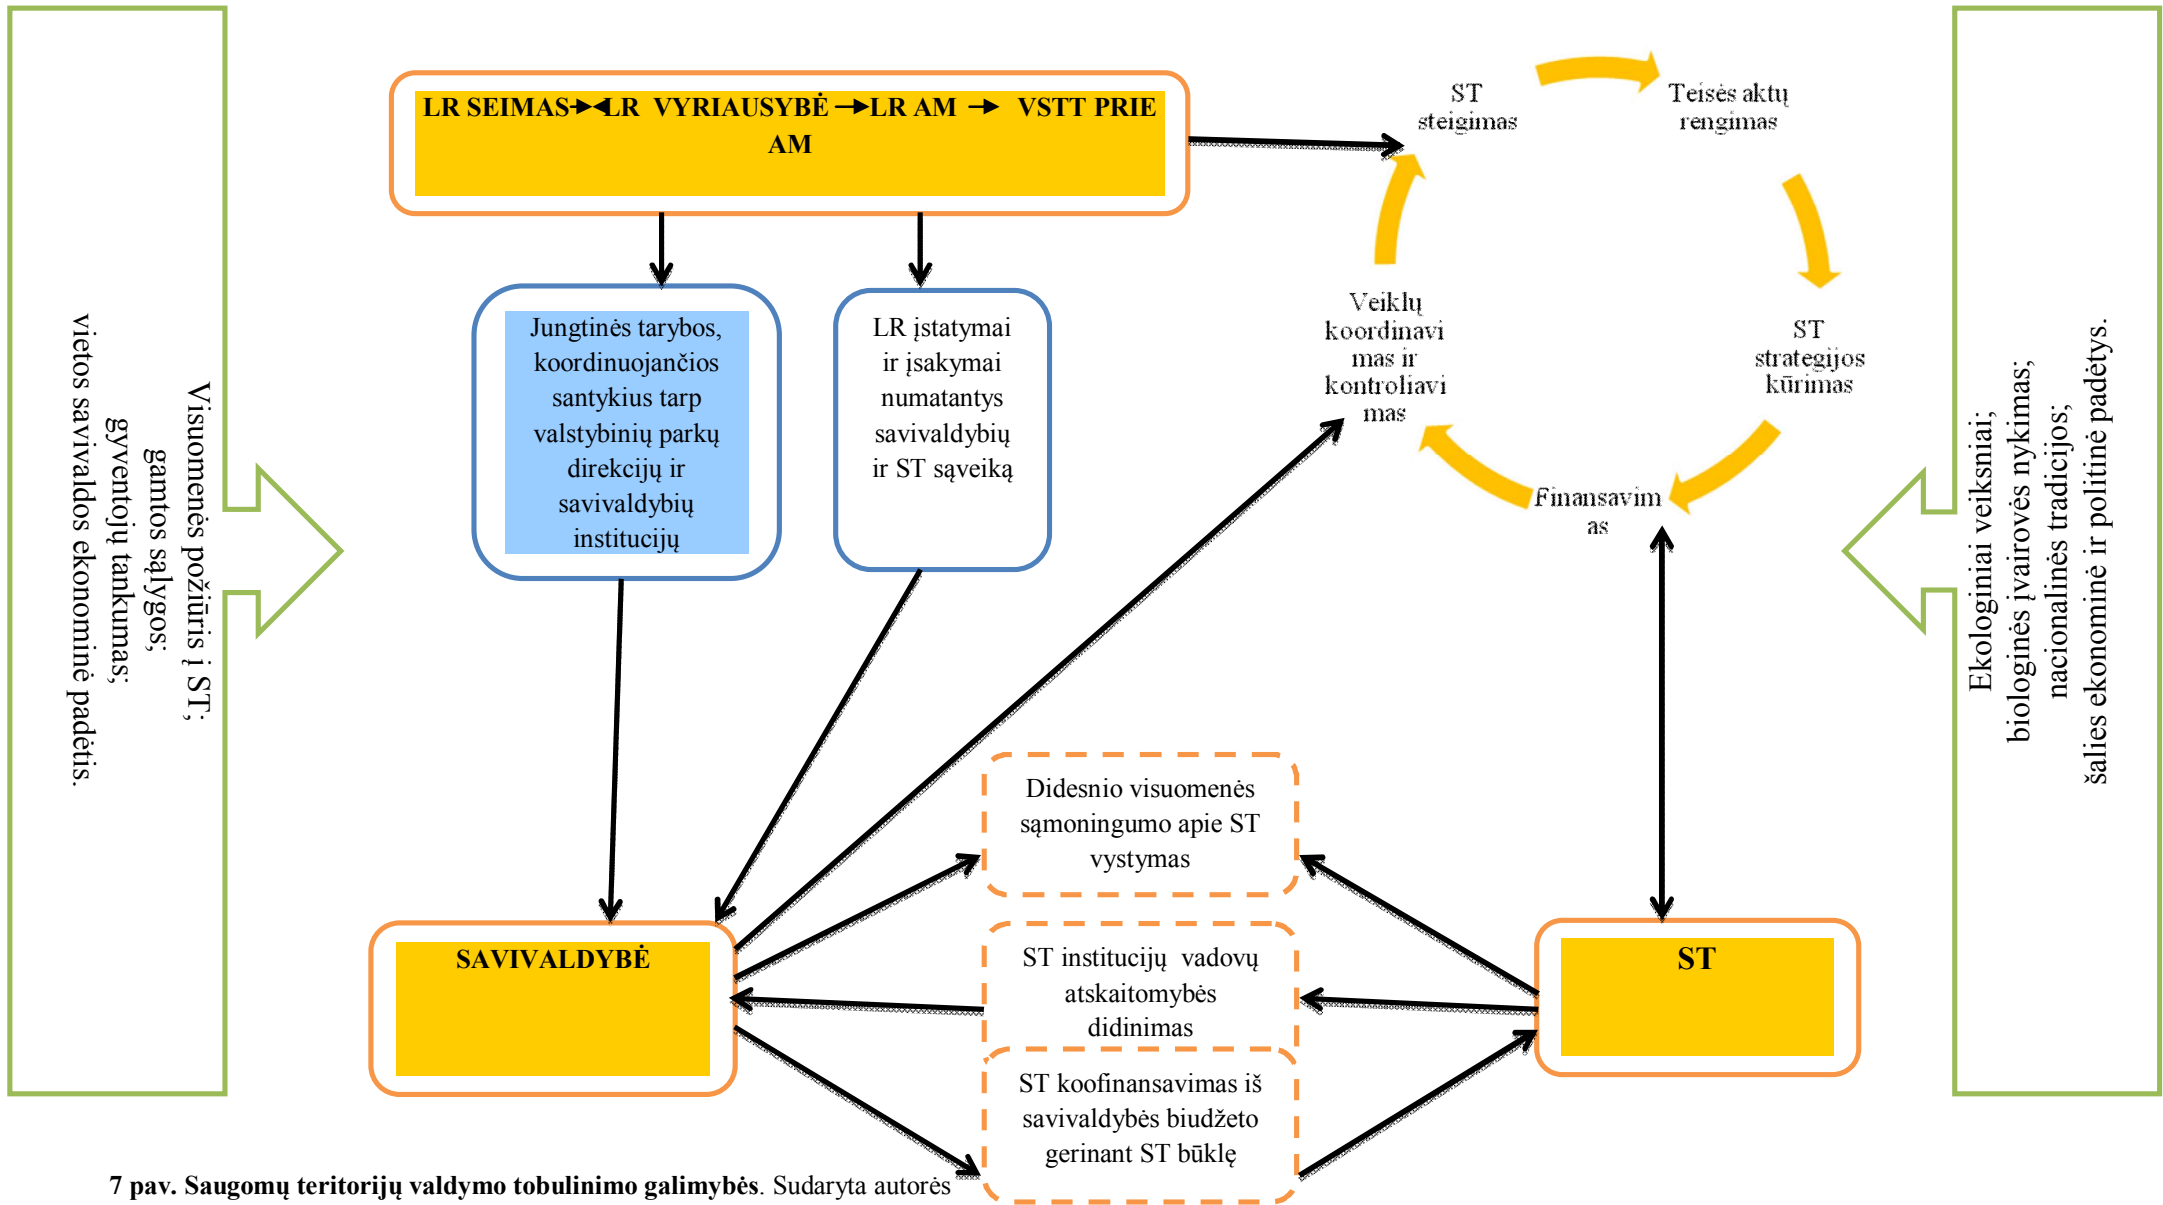 Visuomenės požiūris į ST;
gamtos sąlygos;
gyventojų tankumas;
vietos savivaldos ekonominė padėtis.
LR SEIMAS LR VYRIAUSYBĖ LR AM VSTT PRIE
AM
Jungtinės tarybos,
koordinuojančios
santykius tarp
valstybinių parkų
direkcijų ir
savivaldybių
institucijų
LR įstatymai
ir įsakymai
numatantys
savivaldybių
ir ST sąveiką
ST
steigimas
Teisės aktų
rengimas
ST
strategijos
kūrimas
Finansavim
as
Veiklų
koordinavi
mas ir
kontroliavi
mas
Ekologiniai veiksniai;
biologinės įvairovės nykimas;
nacionalinės tradicijos;
šalies ekonominė ir politinė padėtys.
Didesnio visuomenės
sąmoningumo apie ST
vystymas
SAVIVALDYBĖ
ST institucijų vadovų
atskaitomybės
didinimas
ST
ST koofinansavimas iš
savivaldybės biudžeto
gerinant ST būklę
7 pav. Saugomų teritorijų valdymo tobulinimo galimybės. Sudaryta autorės